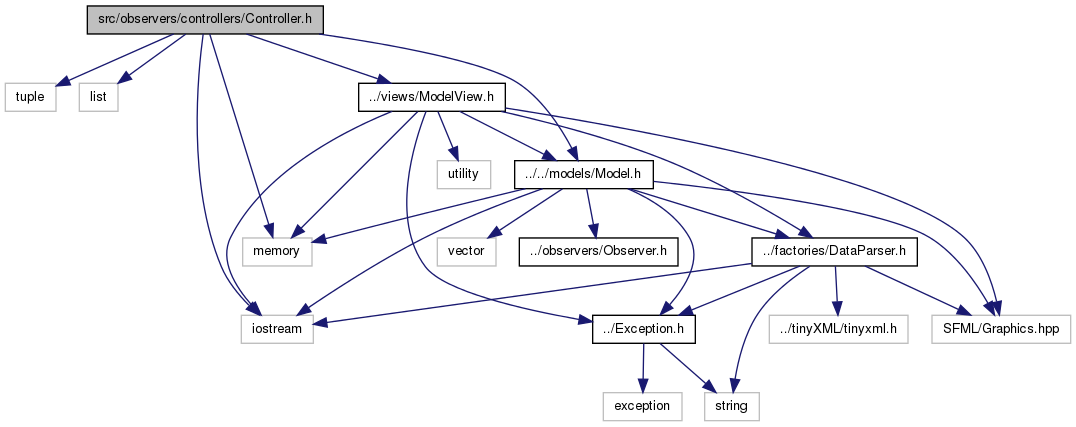 src/observers/controllers/Controller.h
tuple
list
../views/ModelView.h
utility
../../models/Model.h
memory
vector
../observers/Observer.h
../factories/DataParser.h
iostream
../Exception.h
../tinyXML/tinyxml.h
SFML/Graphics.hpp
exception
string